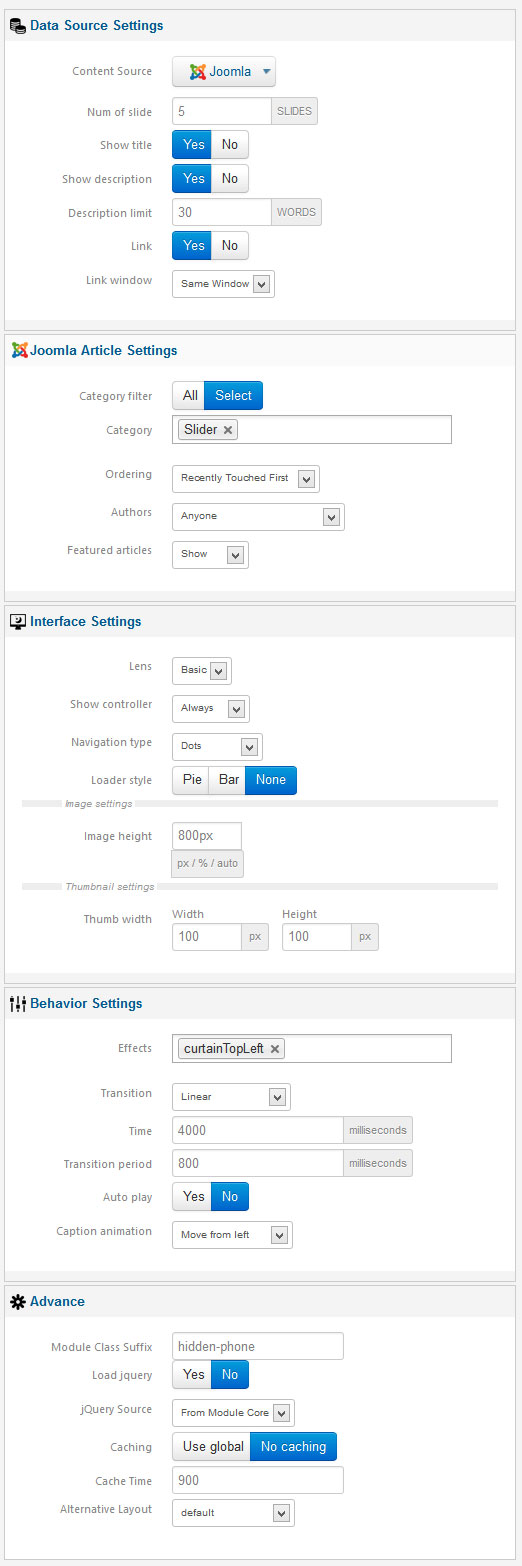 Data Source Settings
Content Source Joomla
Num of slide 5 SLIDES
Show title Yes No
Show description Yes No
Description limit 30 WORDS
Link Yes No
Link window Same Window
Joomla Article Settings
Category filter All Select
Category Slider ×
Ordering Recently Touched First
Authors Anyone
Featured articles Show
Interface Settings
Lens Basic
Show controller Always
Navigation type Dots
Loader style Pie Bar None
Image settings
Image height 800px
px / % / auto
Thumbnail settings
Width Height
Thumb width 100 px 100 px
Behavior Settings
Effects curtainTopLeft ×
Transition Linear
Time 4000 milliseconds
Transition period 800 milliseconds
Auto play Yes No
Caption animation Move from left
Advance
Module Class Suffix hidden-phone
Load jquery Yes No
jQuery Source From Module Core
Caching Use global No caching
Cache Time 900
Alternative Layout default